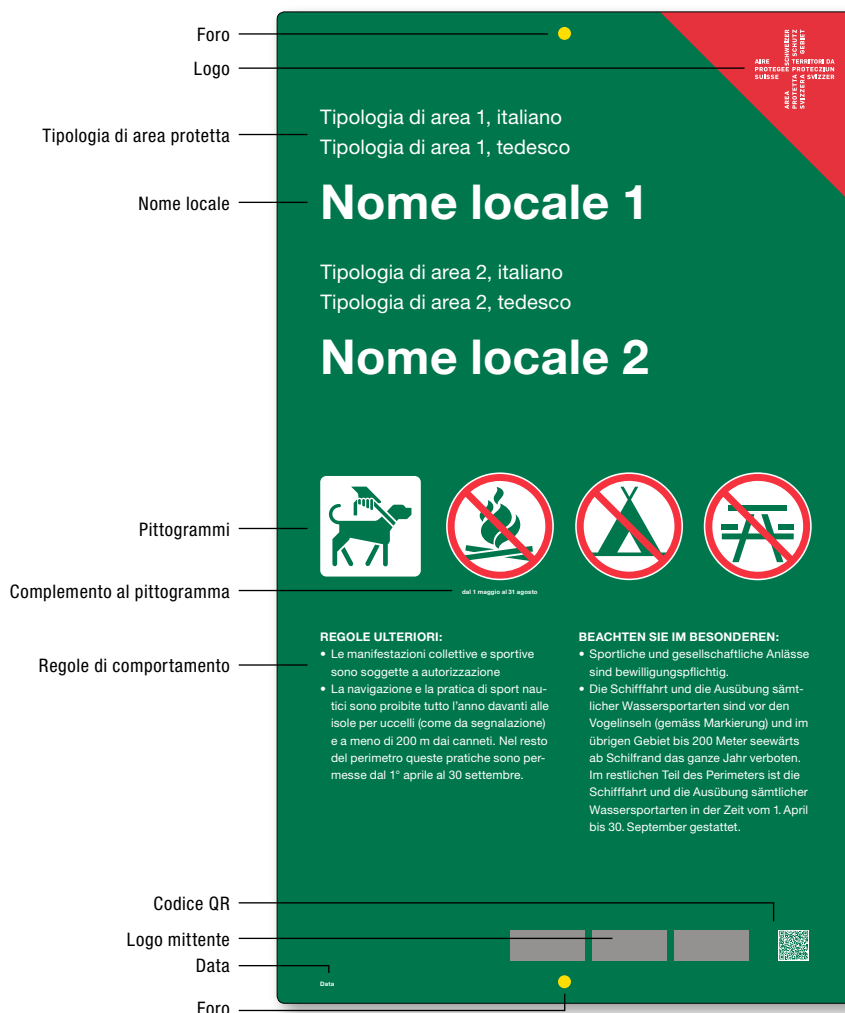 Foro
Logo
SCHWEIZER
SCHUTZ
GEBIET
AIRE
PROTEGEE
SUISSE
TERRITORI DA
PROTECZIUN
SVIZZER
AREA
PROTETTA
SVIZZERA
Tipologia di area protetta
Tipologia di area 1, italiano
Tipologia di area 1, tedesco
Nome locale
Nome locale 1
Tipologia di area 2, italiano
Tipologia di area 2, tedesco
Nome locale 2
Pittogrammi
Complemento al pittogramma
dal 1 maggio al 31 agosto
Regole di comportamento
REGOLE ULTERIORI:
• Le manifestazioni collettive e sportive
sono soggette a autorizzazione
• La navigazione e la pratica di sport nau-
tici sono proibite tutto l'anno davanti alle
isole per uccelli (come da segnalazione)
e a meno di 200 m dai canneti. Nel resto
del perimetro queste pratiche sono per-
messe dal 1° aprile al 30 settembre.
BEACHTEN SIE IM BESONDEREN:
• Sportliche und gesellschaftliche Anlässe
sind bewilligungspflichtig.
• Die Schifffahrt und die Ausübung sämt-
licher Wassersportarten sind vor den
Vogelinseln (gemäss Markierung) und im
übrigen Gebiet bis 200 Meter seewärts
ab Schilfrand das ganze Jahr verboten.
Im restlichen Teil des Perimeters ist die
Schifffahrt und die Ausübung sämtlicher
Wassersportarten in der Zeit vom 1. April
bis 30. September gestattet.
Codice QR
Logo mittente
Data
Data
Foro